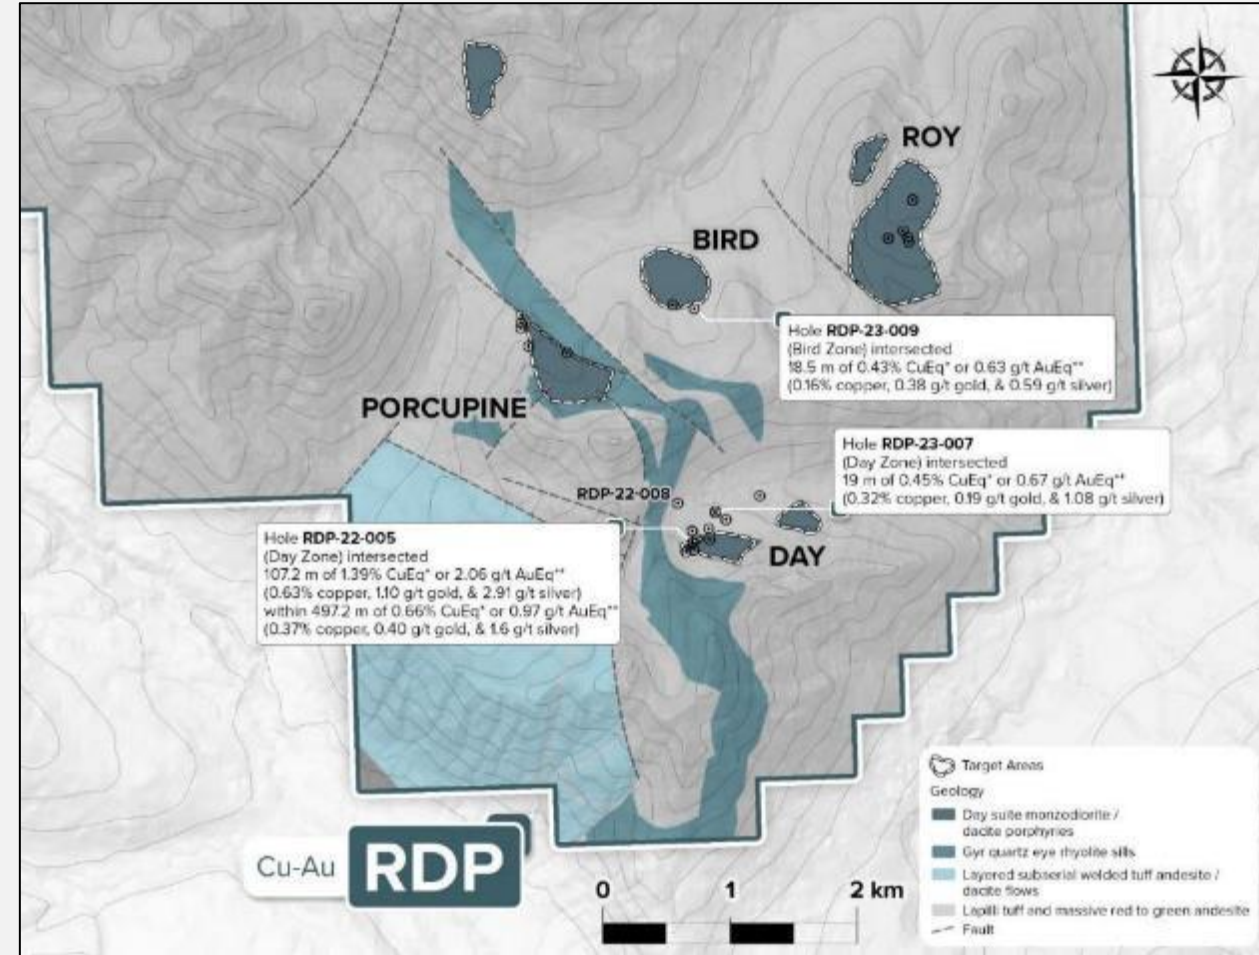 ROY
BIRD
Hole RDP-23-009
(Bird Zone) intersected
18.5 m of 0.43% CuEq* or 0.63 g/t AuEq**
(0.16% copper, 0.38 g/t gold, & 0.59 g/t silver)
PORCUPINE
Hole RDP-23-007
(Day Zone) intersected
19 m of 0.45% CuEq* or 0.67 g/t AuEq**
(0.32% copper, 0.19 g/t gold, & 1.08 g/t silver)
RDP-22-008
DAY
Hole RDP-22-005
(Day Zone) intersected
107.2 m of 1.39% CuEq* or 2.06 g/t AuEq**
(0.63% copper, 1.10 g/t gold, & 2.91 g/t silver)
within 497.2 m of 0.66% CuEq* or 0.97 g/t AuEq**
(0.37% copper, 0.40 g/t gold, & 1.6 g/t silver)
Target Areas
Geology
Day suite monzodiorite /
dacite porphyries
Gyr quartz eye rhyolite sills
Layered subaerial welded tuff andesite /
dacite flows
Lapilli tuff and massive red to green andesite
Fault
Cu-Au RDP
0 1 2 km